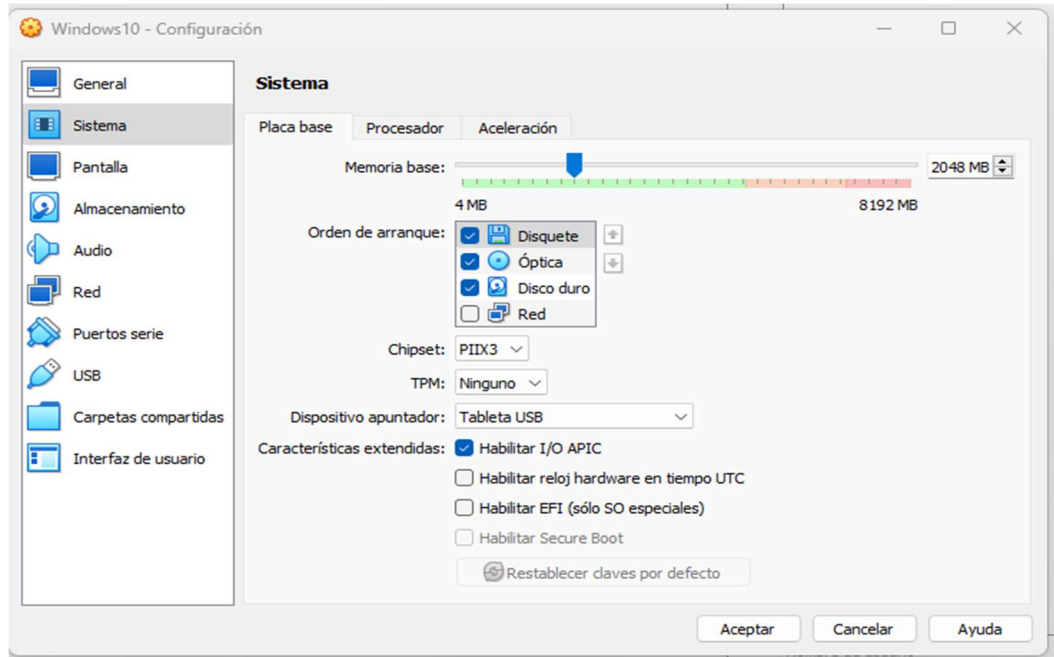 Windows10 - Configuración
General
Sistema
Pantalla
Almacenamiento
Audio
Red
Puertos serie
USB
Carpetas compartidas
Interfaz de usuario
Sistema
Placa base Procesador Aceleración
Memoria base: 2048 MB
4 MB 8192 MB
Orden de arranque: Disquete
Óptica
Disco duro
Red
Chipset: PIIX3
TPM: Ninguno
Dispositivo apuntador: Tableta USB
Características extendidas: Habilitar I/O APIC
Habilitar reloj hardware en tiempo UTC
Habilitar EFI (sólo SO especiales)
Habilitar Secure Boot
Restablecer claves por defecto
Aceptar Cancelar Ayuda